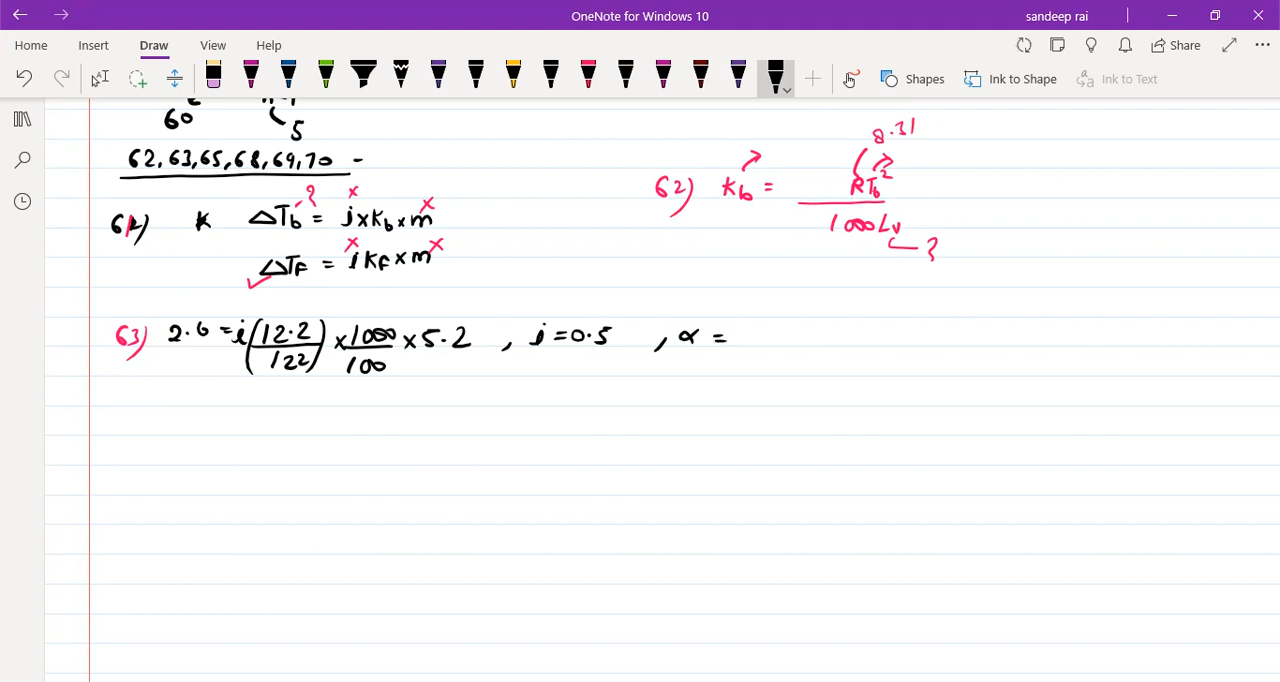 OneNote for Windows 10
sandeep rai
Home Insert Draw View Help
Share
Shapes Ink to Shape Ink to Text
60
5
62, 63, 65, 68, 69, 70 -
61) K ΔTb = i x Kb x m
? x x
ΔTf = i Kf x m
x x
62) Kb = RTb²
1000 Lv
8.31
?
63) 2.6 = i (12.2 / 122) x 1000 / 100 x 5.2 , i = 0.5 , α =